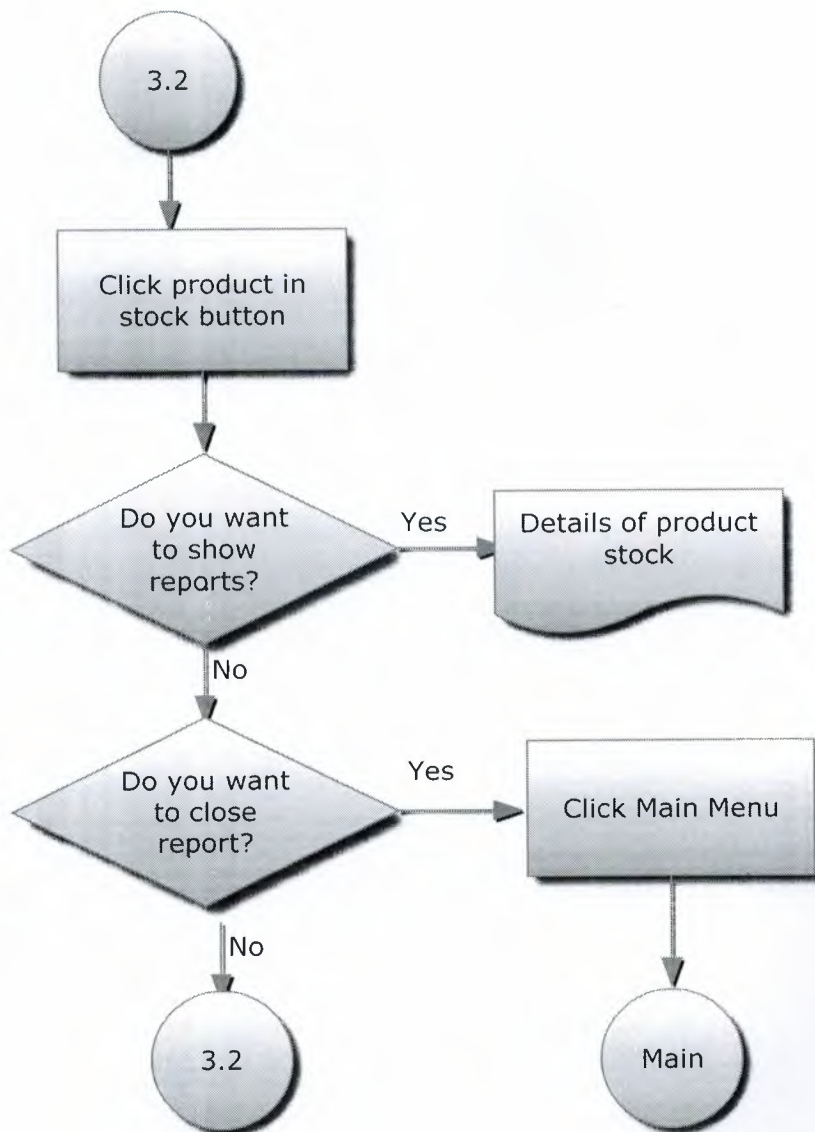 3.2
Click product in
stock button
Do you want
to show
reports?
Yes
Details of product
stock
No
Do you want
to close
report?
Yes
Click Main Menu
No
3.2
Main